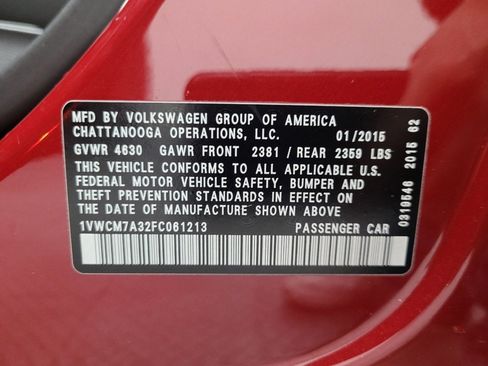 MFD BY VOLKSWAGEN GROUP OF AMERICA
CHATTANOOGA OPERATIONS, LLC. 01/2015
GVWR 4630 GAWR FRONT 2381 / REAR 2359 LBS
THIS VEHICLE CONFORMS TO ALL APPLICABLE U.S.
FEDERAL MOTOR VEHICLE SAFETY, BUMPER AND
THEFT PREVENTION STANDARDS IN EFFECT ON THE
DATE OF MANUFACTURE SHOWN ABOVE.
1VWCM7A32FC061213 PASSENGER CAR
0319546 2015 62